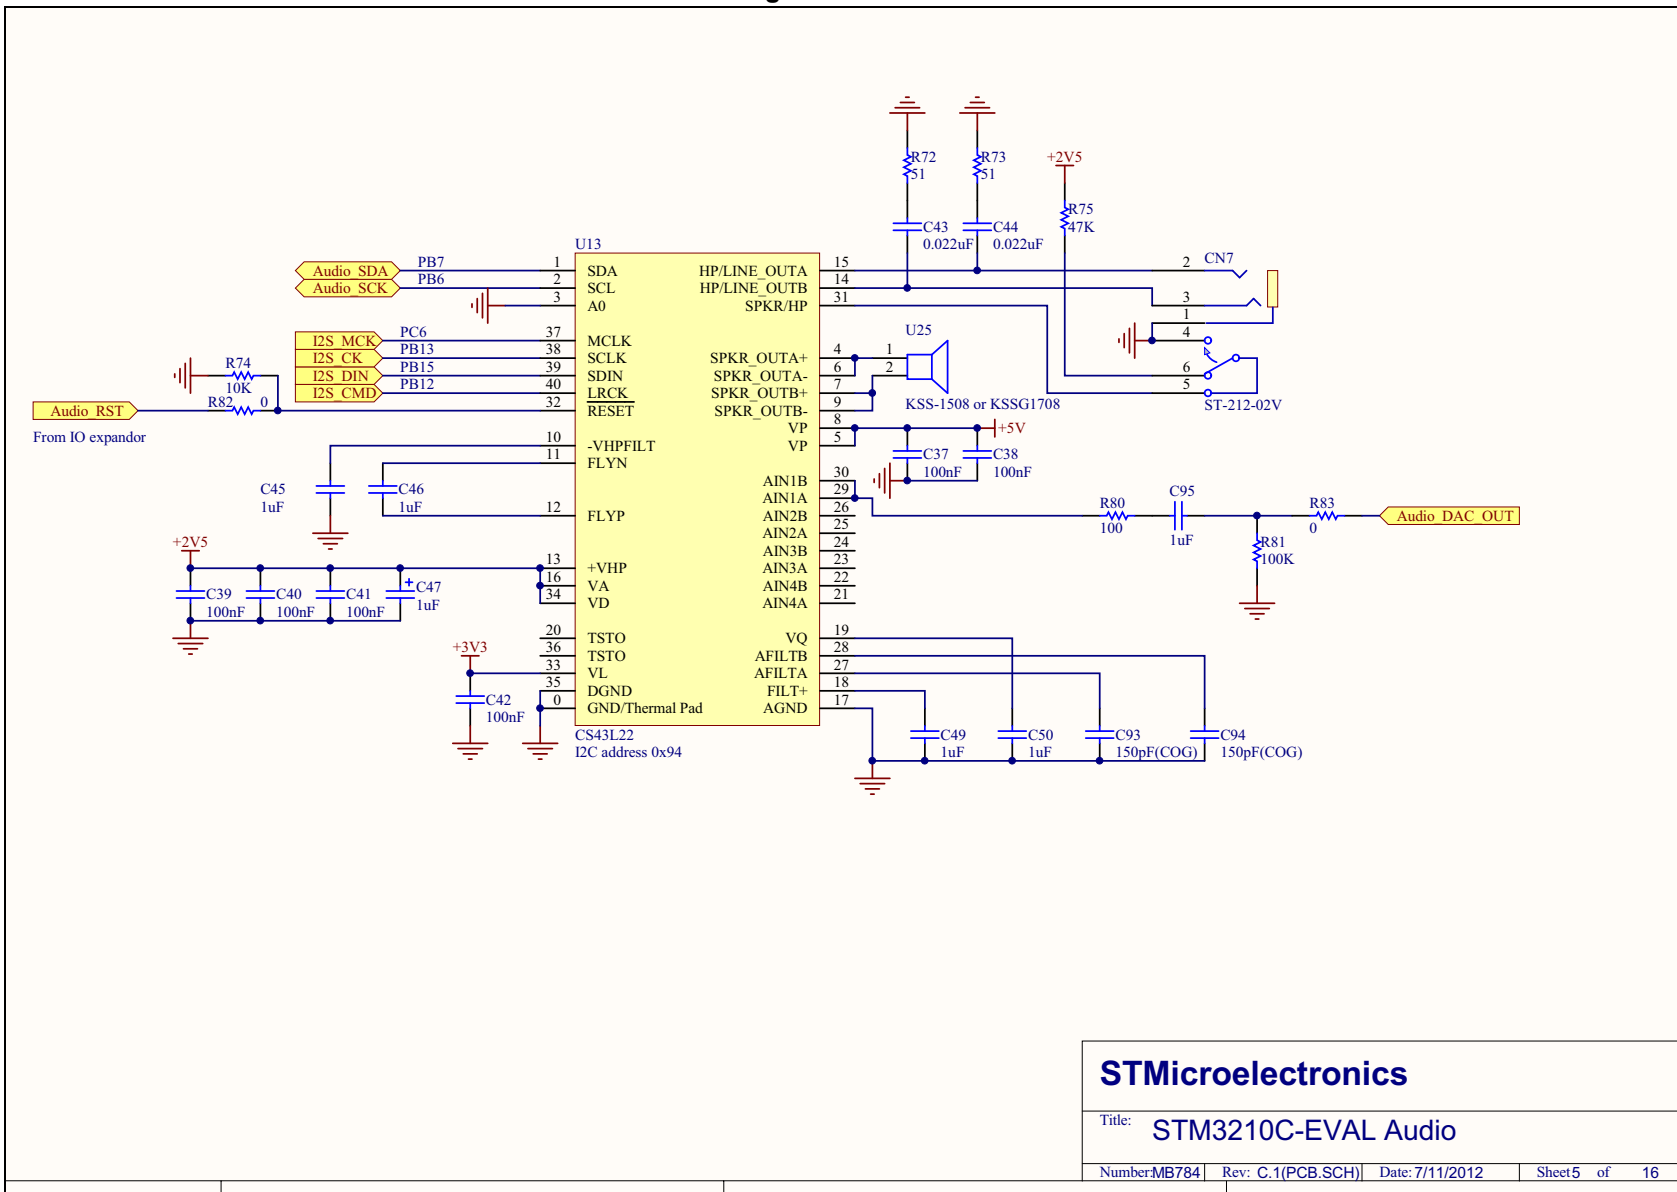 R72
51
R73
51
+2V5
R75
47K
C43
0.022uF
C44
0.022uF
U13
Audio_SDA PB7 1 SDA
Audio_SCK PB6 2 SCL
3 A0
I2S_MCK PC6 37 MCLK
I2S_CK PB13 38 SCLK
I2S_DIN PB15 39 SDIN
I2S_CMD PB12 40 LRCK
R74
10K
R82 0
Audio_RST 32 RESET
From IO expandor
10 -VHPFILT
11 FLYN
12 FLYP
C45
1uF
C46
1uF
+2V5
13 +VHP
16 VA
34 VD
C39
100nF
C40
100nF
C41
100nF
+
C47
1uF
20 TSTO
36 TSTO
+3V3
33 VL
35 DGND
0 GND/Thermal Pad
C42
100nF
CS43L22
I2C address 0x94
HP/LINE_OUTA 15
HP/LINE_OUTB 14
SPKR/HP 31
SPKR_OUTA+ 4
SPKR_OUTA- 6
SPKR_OUTB+ 7
SPKR_OUTB- 9
VP 8
VP 5
AIN1B 30
AIN1A 29
AIN2B 26
AIN2A 25
AIN3B 24
AIN3A 23
AIN4B 22
AIN4A 21
VQ 19
AFILTB 28
AFILTA 27
FILT+ 18
AGND 17
U25
1
2
KSS-1508 or KSSG1708
+5V
C37
100nF
C38
100nF
2 CN7
3
1
4
6
5
ST-212-02V
R80
100
C95
1uF
R83
0
Audio_DAC_OUT
R81
100K
C49
1uF
C50
1uF
C93
150pF(COG)
C94
150pF(COG)
STMicroelectronics
Title: STM3210C-EVAL Audio
Number:MB784 Rev: C.1(PCB.SCH) Date:7/11/2012 Sheet5 of 16